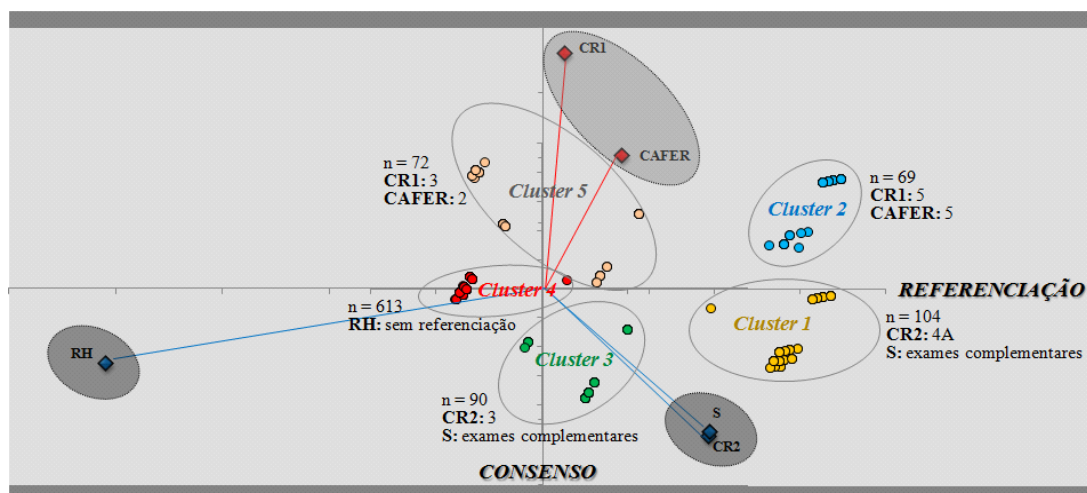 CR1
CAFER
n = 72
CR1: 3
CAFER: 2
Cluster 5
n = 69
CR1: 5
CAFER: 5
Cluster 2
Cluster 4
REFERENCIAÇÃO
n = 613
RH: sem referenciação
Cluster 1
n = 104
CR2: 4A
S: exames complementares
RH
Cluster 3
n = 90
CR2: 3
S: exames complementares
S
CR2
CONSENSO